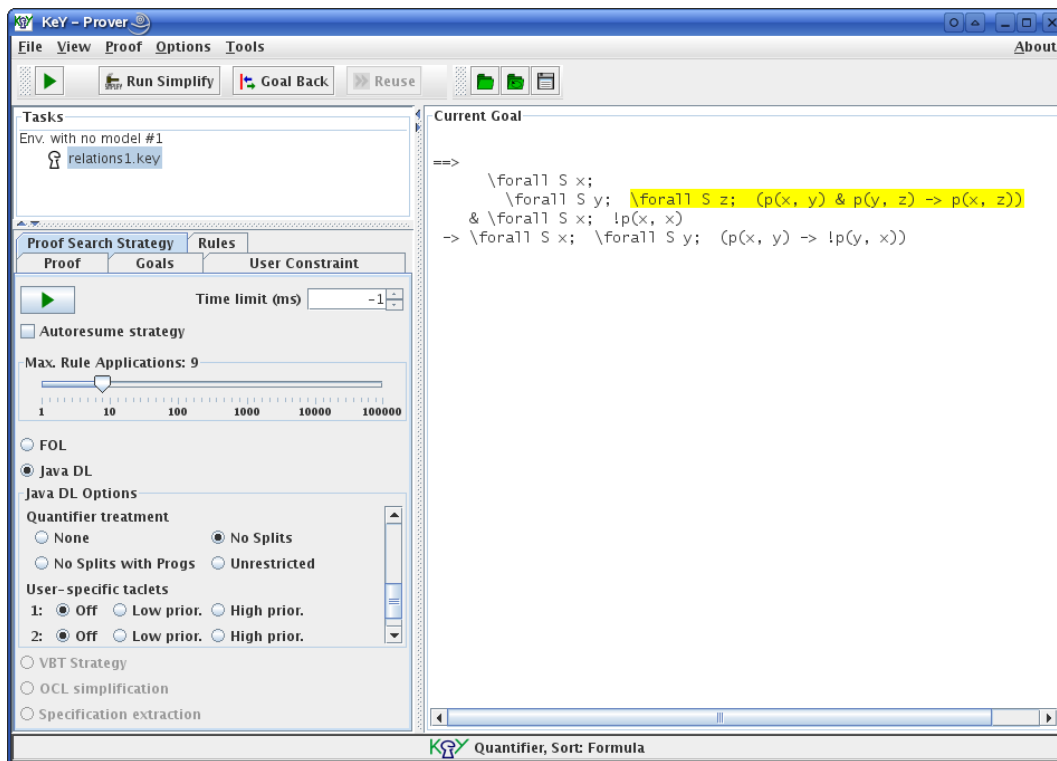 KeY – Prover
File View Proof Options Tools About
Run Simplify Goal Back Reuse
Tasks
Env. with no model #1
relations1.key
Proof Search Strategy Rules
Proof Goals User Constraint
Time limit (ms) -1
Autoresume strategy
Max. Rule Applications: 9
1 10 100 1000 10000 100000
FOL
Java DL
Java DL Options
Quantifier treatment
None No Splits
No Splits with Progs Unrestricted
User-specific taclets
1: Off Low prior. High prior.
2: Off Low prior. High prior.
VBT Strategy
OCL simplification
Specification extraction
Current Goal
==>
\forall S x;
\forall S y; \forall S z; (p(x, y) & p(y, z) -> p(x, z))
& \forall S x; !p(x, x)
-> \forall S x; \forall S y; (p(x, y) -> !p(y, x))
KeY Quantifier, Sort: Formula